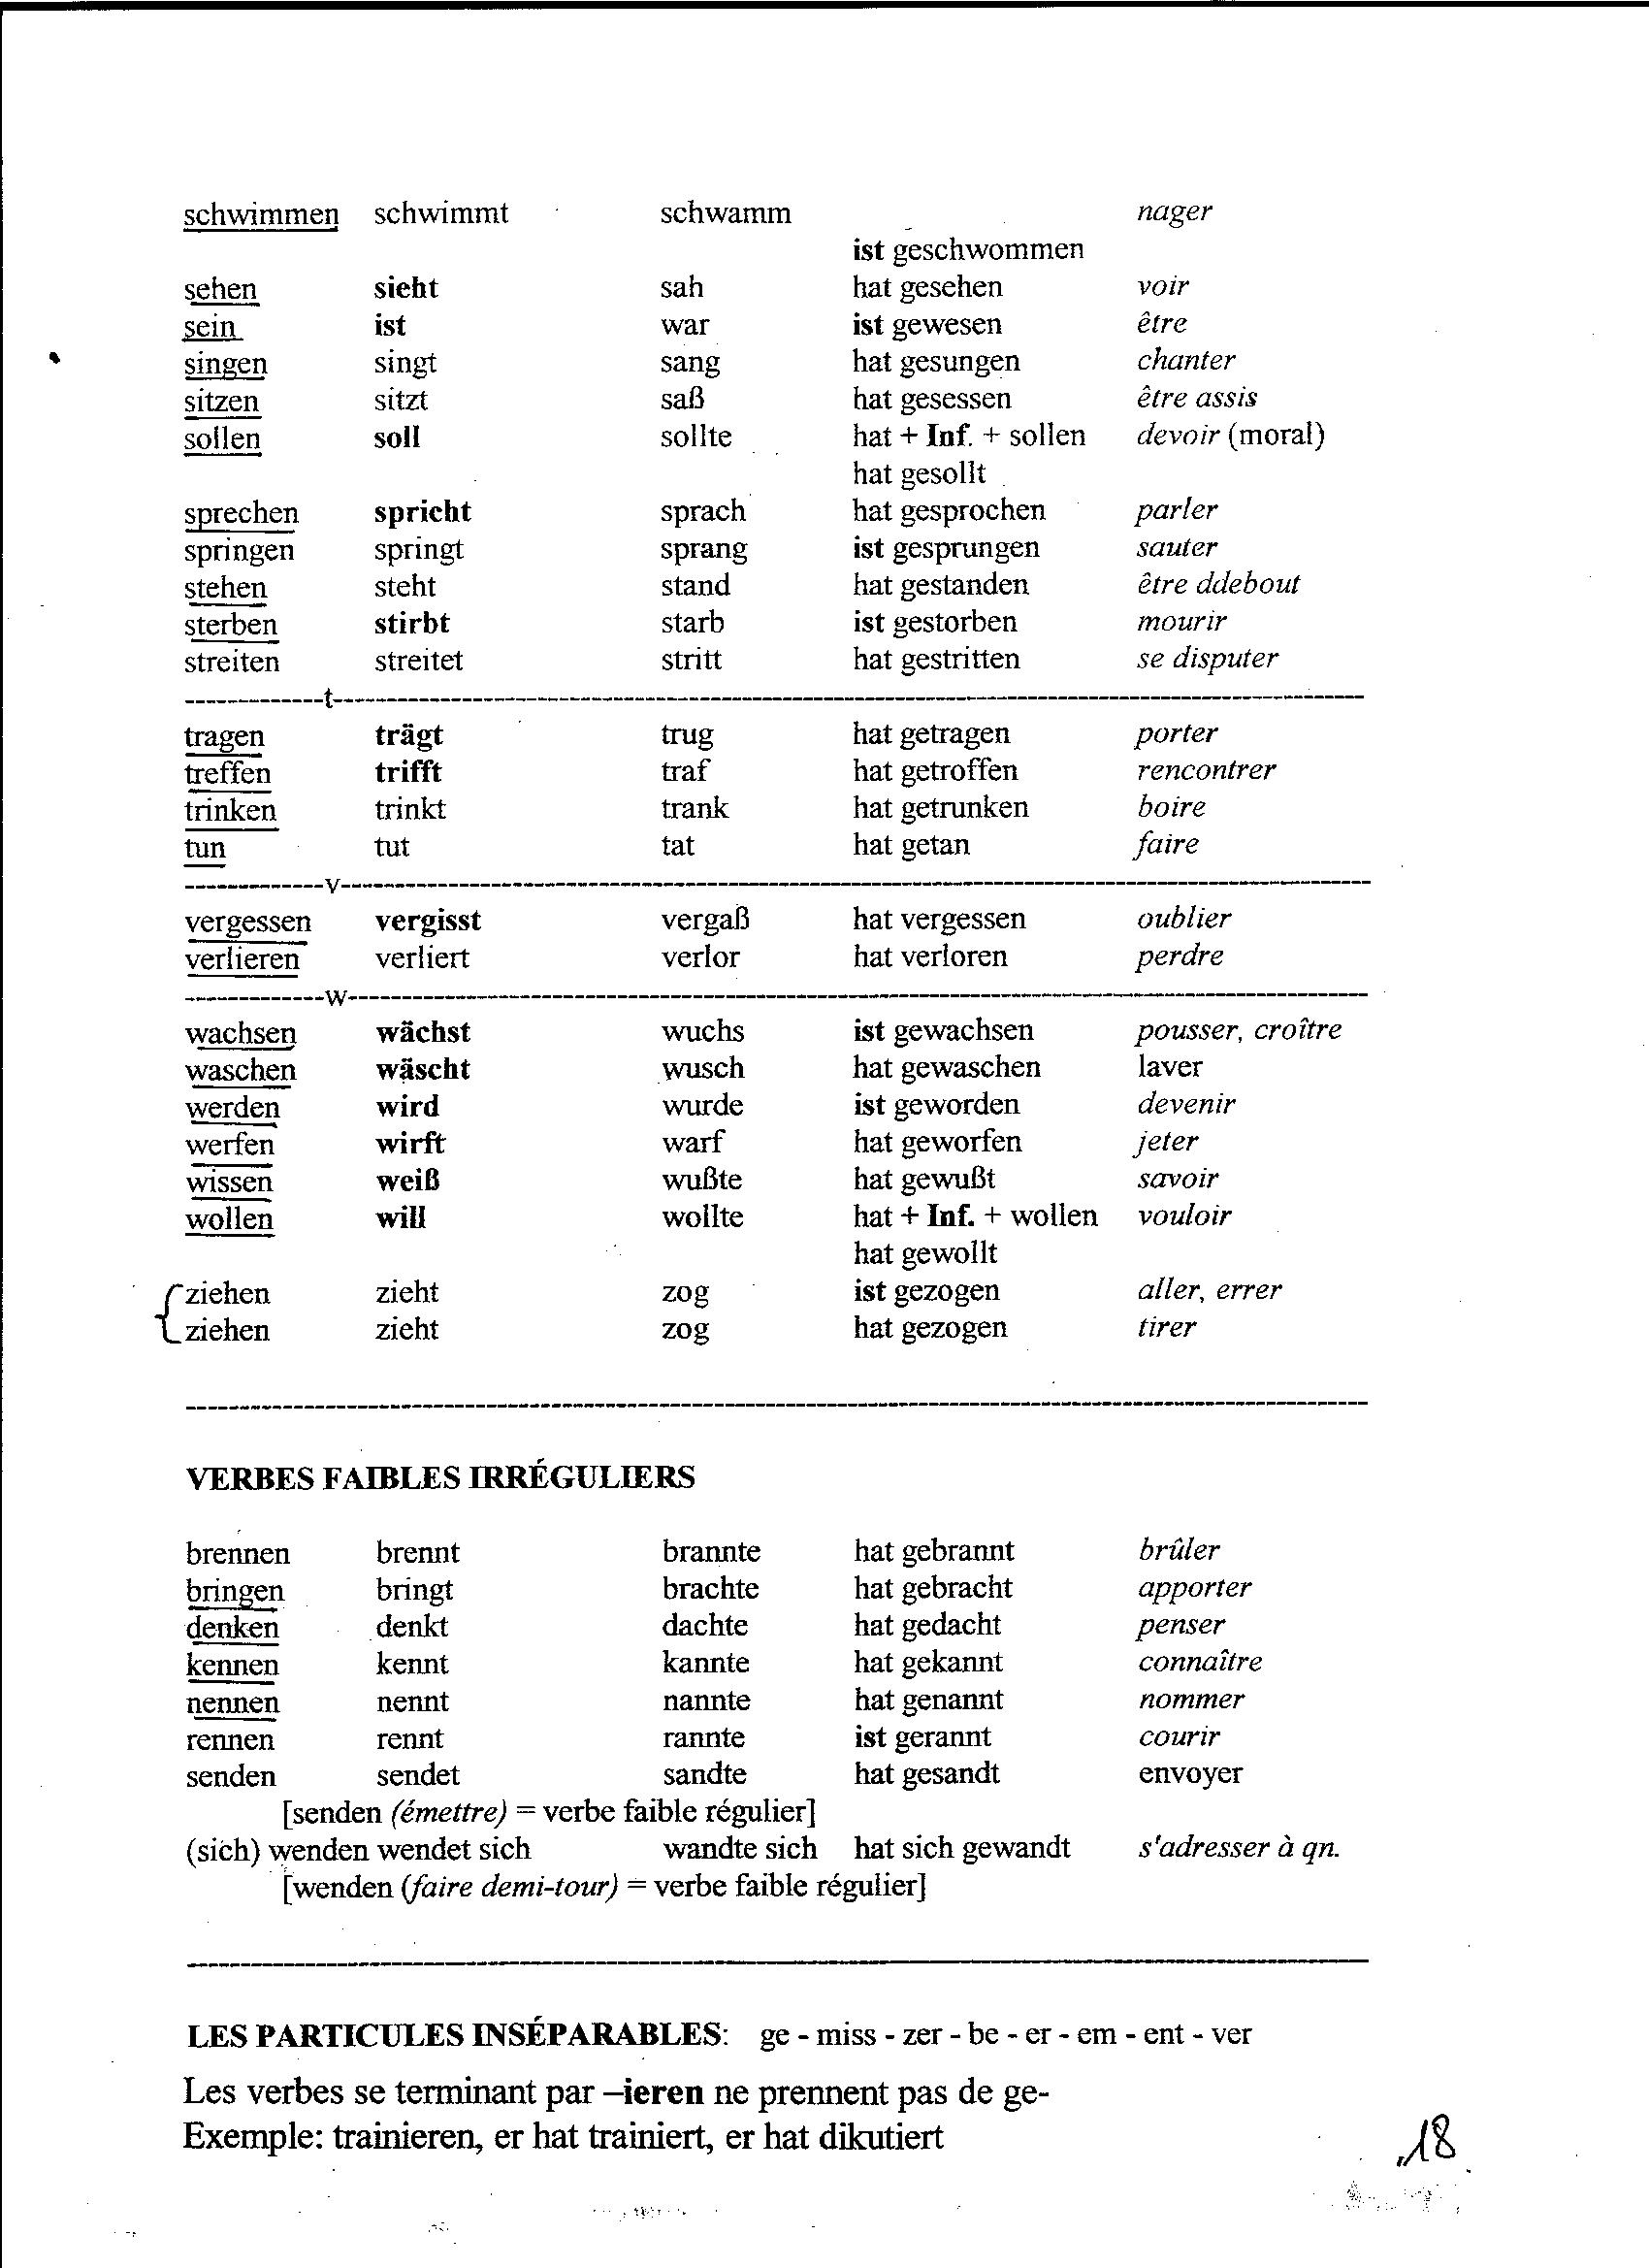 schwimmen schwimmt schwamm nager
ist geschwommen
sehen sieht sah hat gesehen voir
sein ist war ist gewesen être
singen singt sang hat gesungen chanter
sitzen sitzt saß hat gesessen être assis
sollen soll sollte hat + Inf. + sollen devoir (moral)
hat gesollt
sprechen spricht sprach hat gesprochen parler
springen springt sprang ist gesprungen sauter
stehen steht stand hat gestanden être ddebout
sterben stirbt starb ist gestorben mourir
streiten streitet stritt hat gestritten se disputer
-------------t-----------------------------------------------
tragen trägt trug hat getragen porter
treffen trifft traf hat getroffen rencontrer
trinken trinkt trank hat getrunken boire
tun tut tat hat getan faire
-------------v-----------------------------------------------
vergessen vergisst vergaß hat vergessen oublier
verlieren verliert verlor hat verloren perdre
-------------w-----------------------------------------------
wachsen wächst wuchs ist gewachsen pousser, croître
waschen wäscht wusch hat gewaschen laver
werden wird wurde ist geworden devenir
werfen wirft warf hat geworfen jeter
wissen weiß wußte hat gewußt savoir
wollen will wollte hat + Inf. + wollen vouloir
hat gewollt
ziehen zieht zog ist gezogen aller, errer
ziehen zieht zog hat gezogen tirer
VERBES FAIBLES IRRÉGULIERS
brennen brennt brannte hat gebrannt brûler
bringen bringt brachte hat gebracht apporter
denken denkt dachte hat gedacht penser
kennen kennt kannte hat gekannt connaître
nennen nennt nannte hat genannt nommer
rennen rennt rannte ist gerannt courir
senden sendet sandte hat gesandt envoyer
[senden (émettre) = verbe faible régulier]
(sich) wenden wendet sich wandte sich hat sich gewandt s'adresser à qn.
[wenden (faire demi-tour) = verbe faible régulier]
LES PARTICULES INSÉPARABLES: ge - miss - zer - be - er - em - ent - ver
Les verbes se terminant par –ieren ne prennent pas de ge-
Exemple: trainieren, er hat trainiert, er hat dikutiert
18